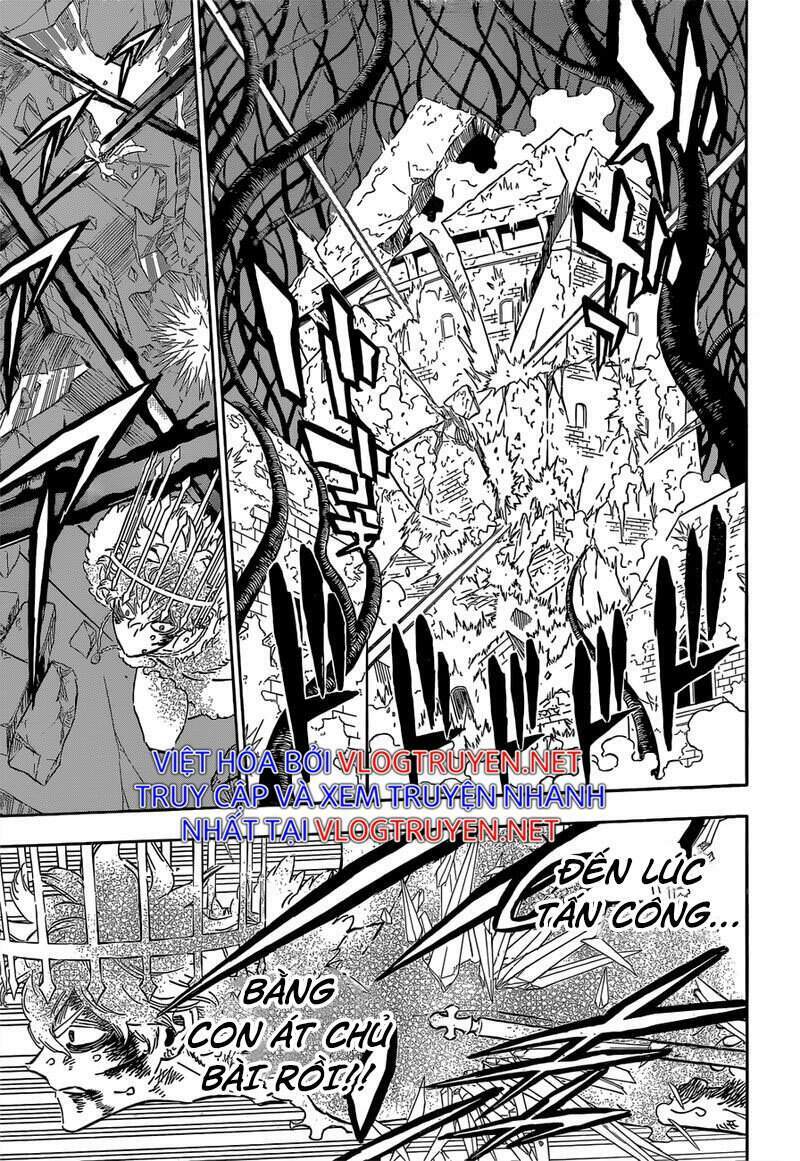 VIỆT HÓA BỞI VLOGTRUYEN.NET
TRUY CẬP VÀ XEM TRUYỆN NHANH
NHẤT TẠI VLOGTRUYEN.NET
ĐẾN LÚC
TẤN CÔNG...
BẰNG
CON ÁT CHỦ
BÀI RỒI!!